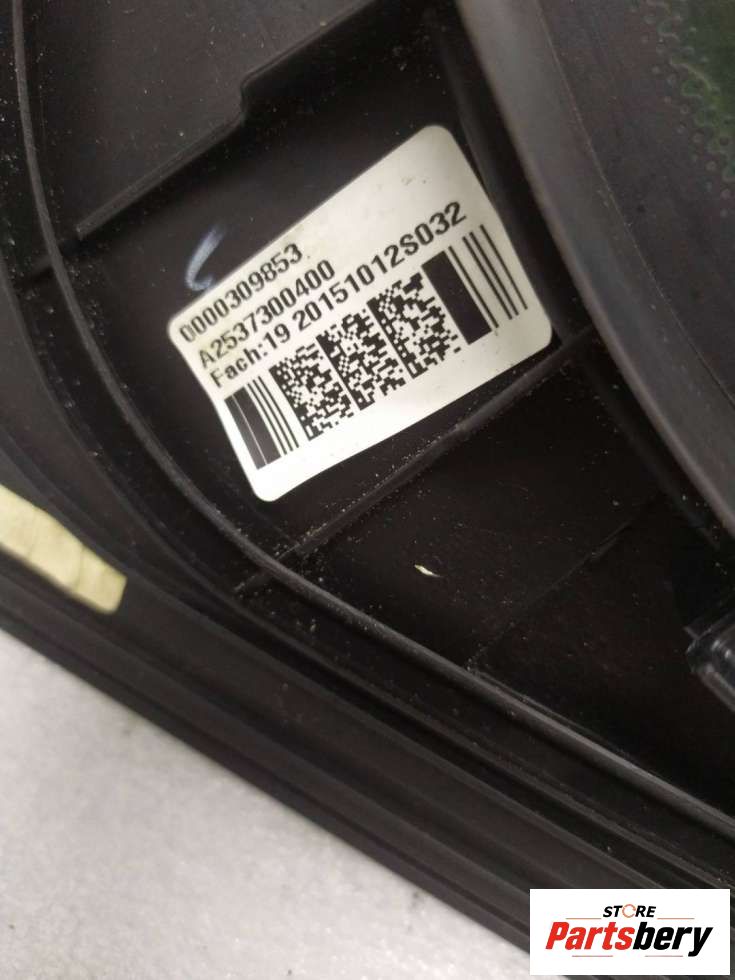 0000309853
A2537300400
Fach:19 20151012S032
STORE
Partsbery